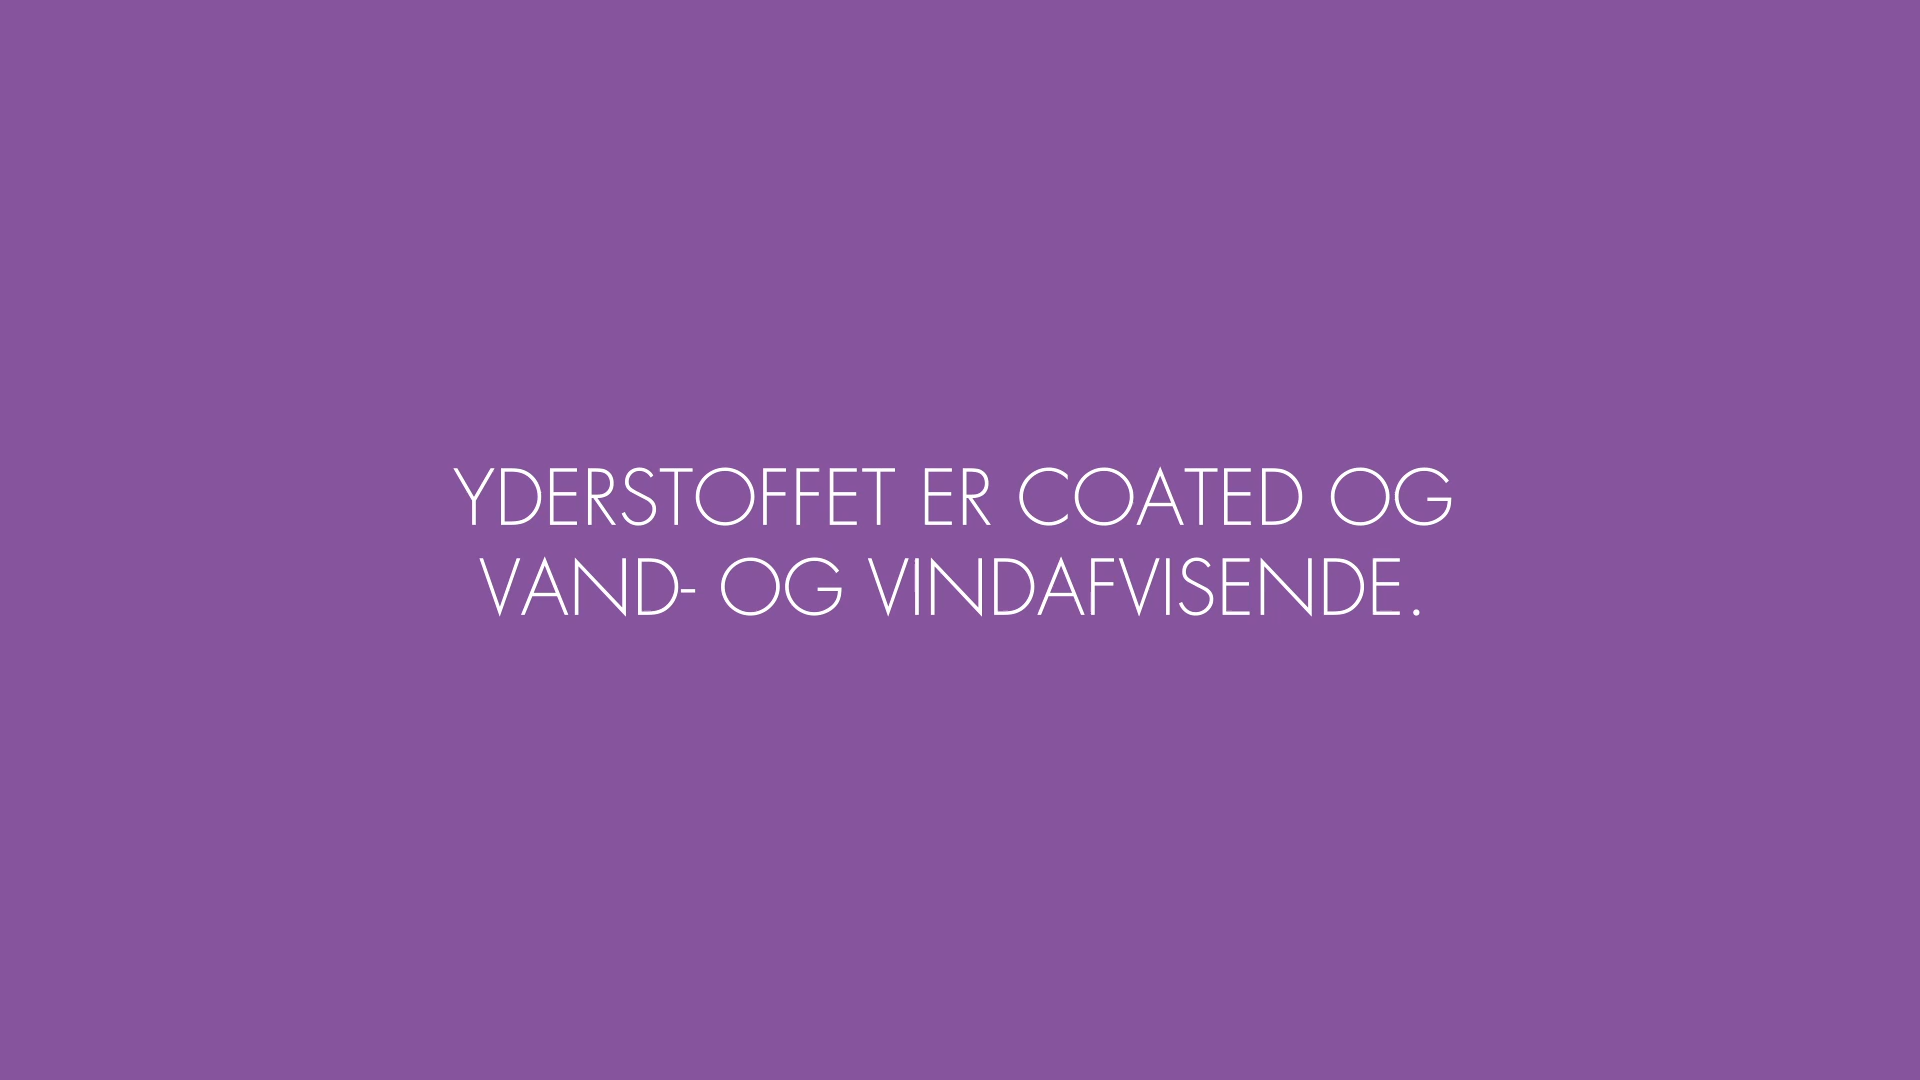 YDERSTOFFET ER COATED OG
VAND- OG VINDAFVISENDE.